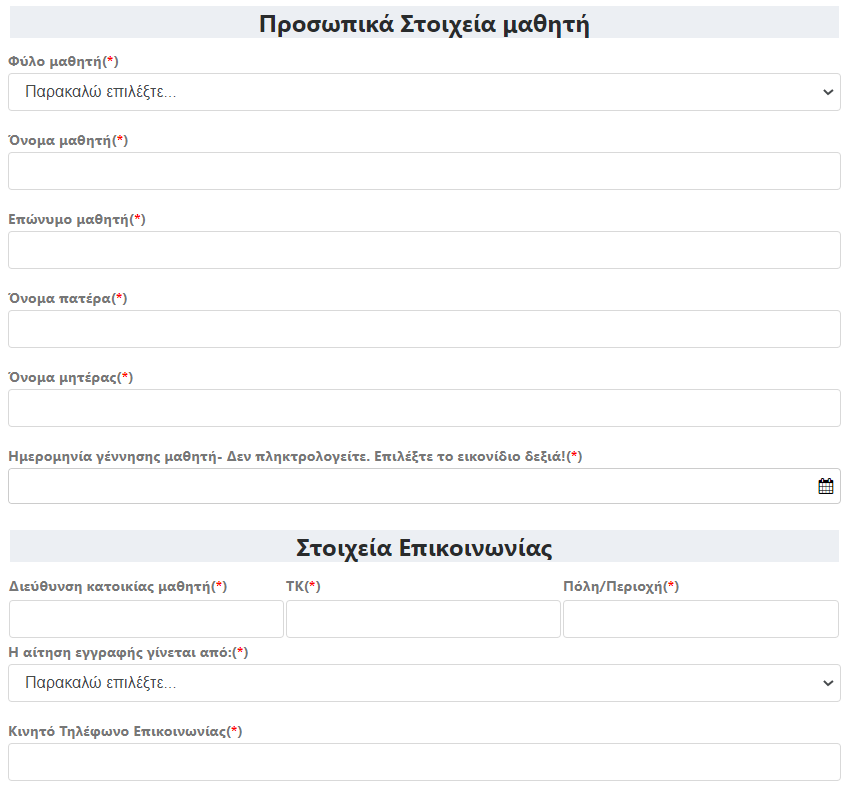 Προσωπικά Στοιχεία μαθητή
Φύλο μαθητή(*)
Παρακαλώ επιλέξτε...
Όνομα μαθητή(*)
Επώνυμο μαθητή(*)
Όνομα πατέρα(*)
Όνομα μητέρας(*)
Ημερομηνία γέννησης μαθητή- Δεν πληκτρολογείτε. Επιλέξτε το εικονίδιο δεξιά!(*)
Στοιχεία Επικοινωνίας
Διεύθυνση κατοικίας μαθητή(*) ΤΚ(*) Πόλη/Περιοχή(*)
Η αίτηση εγγραφής γίνεται από:(*)
Παρακαλώ επιλέξτε...
Κινητό Τηλέφωνο Επικοινωνίας(*)